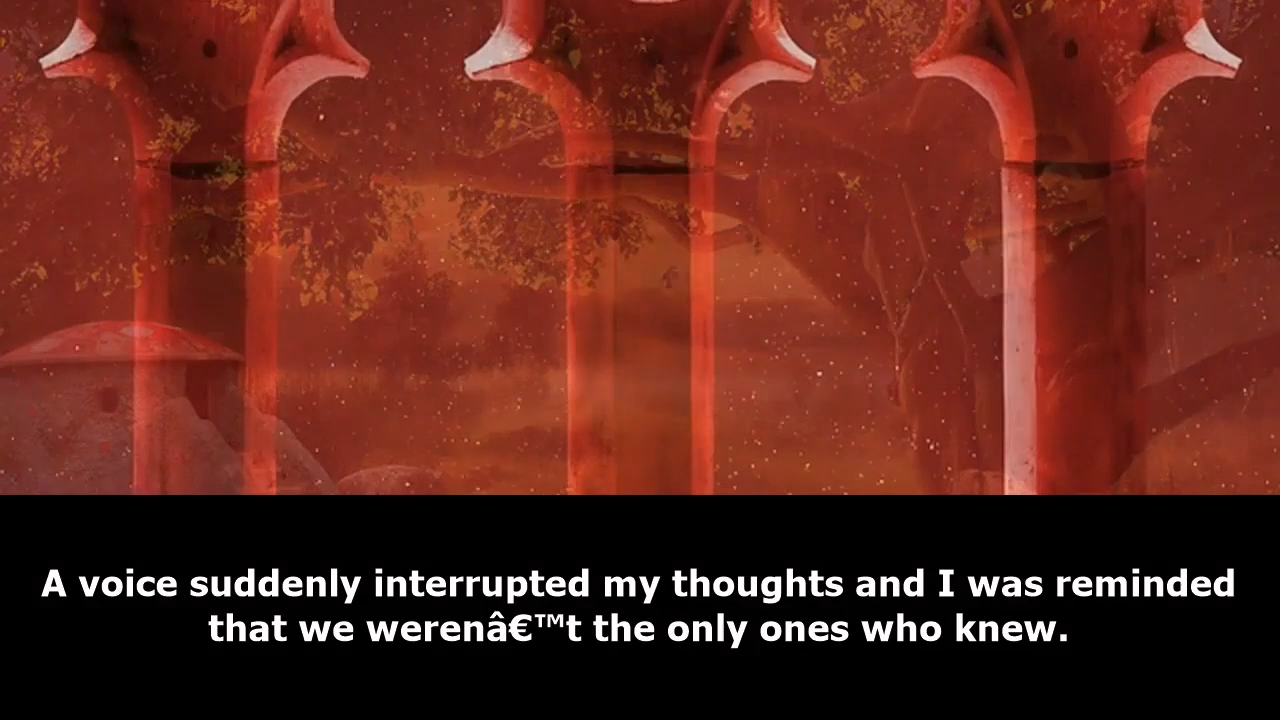 A voice suddenly interrupted my thoughts and I was reminded
that we werenâ€™t the only ones who knew.